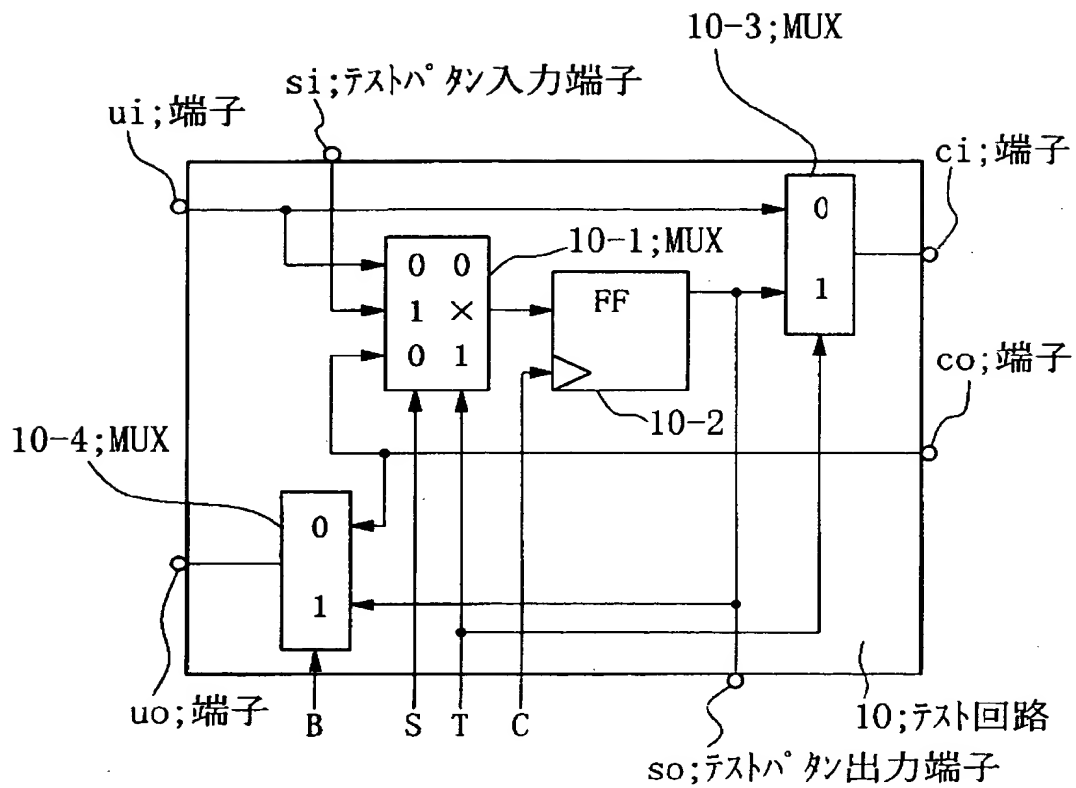 10-3;MUX
si;テストパタン入力端子
ui;端子
ci;端子
0
10-1;MUX
0 0
1 ×
0 1
FF
1
co;端子
10-2
10-4;MUX
0
1
uo;端子
B
S
T
C
10;テスト回路
so;テストパタン出力端子